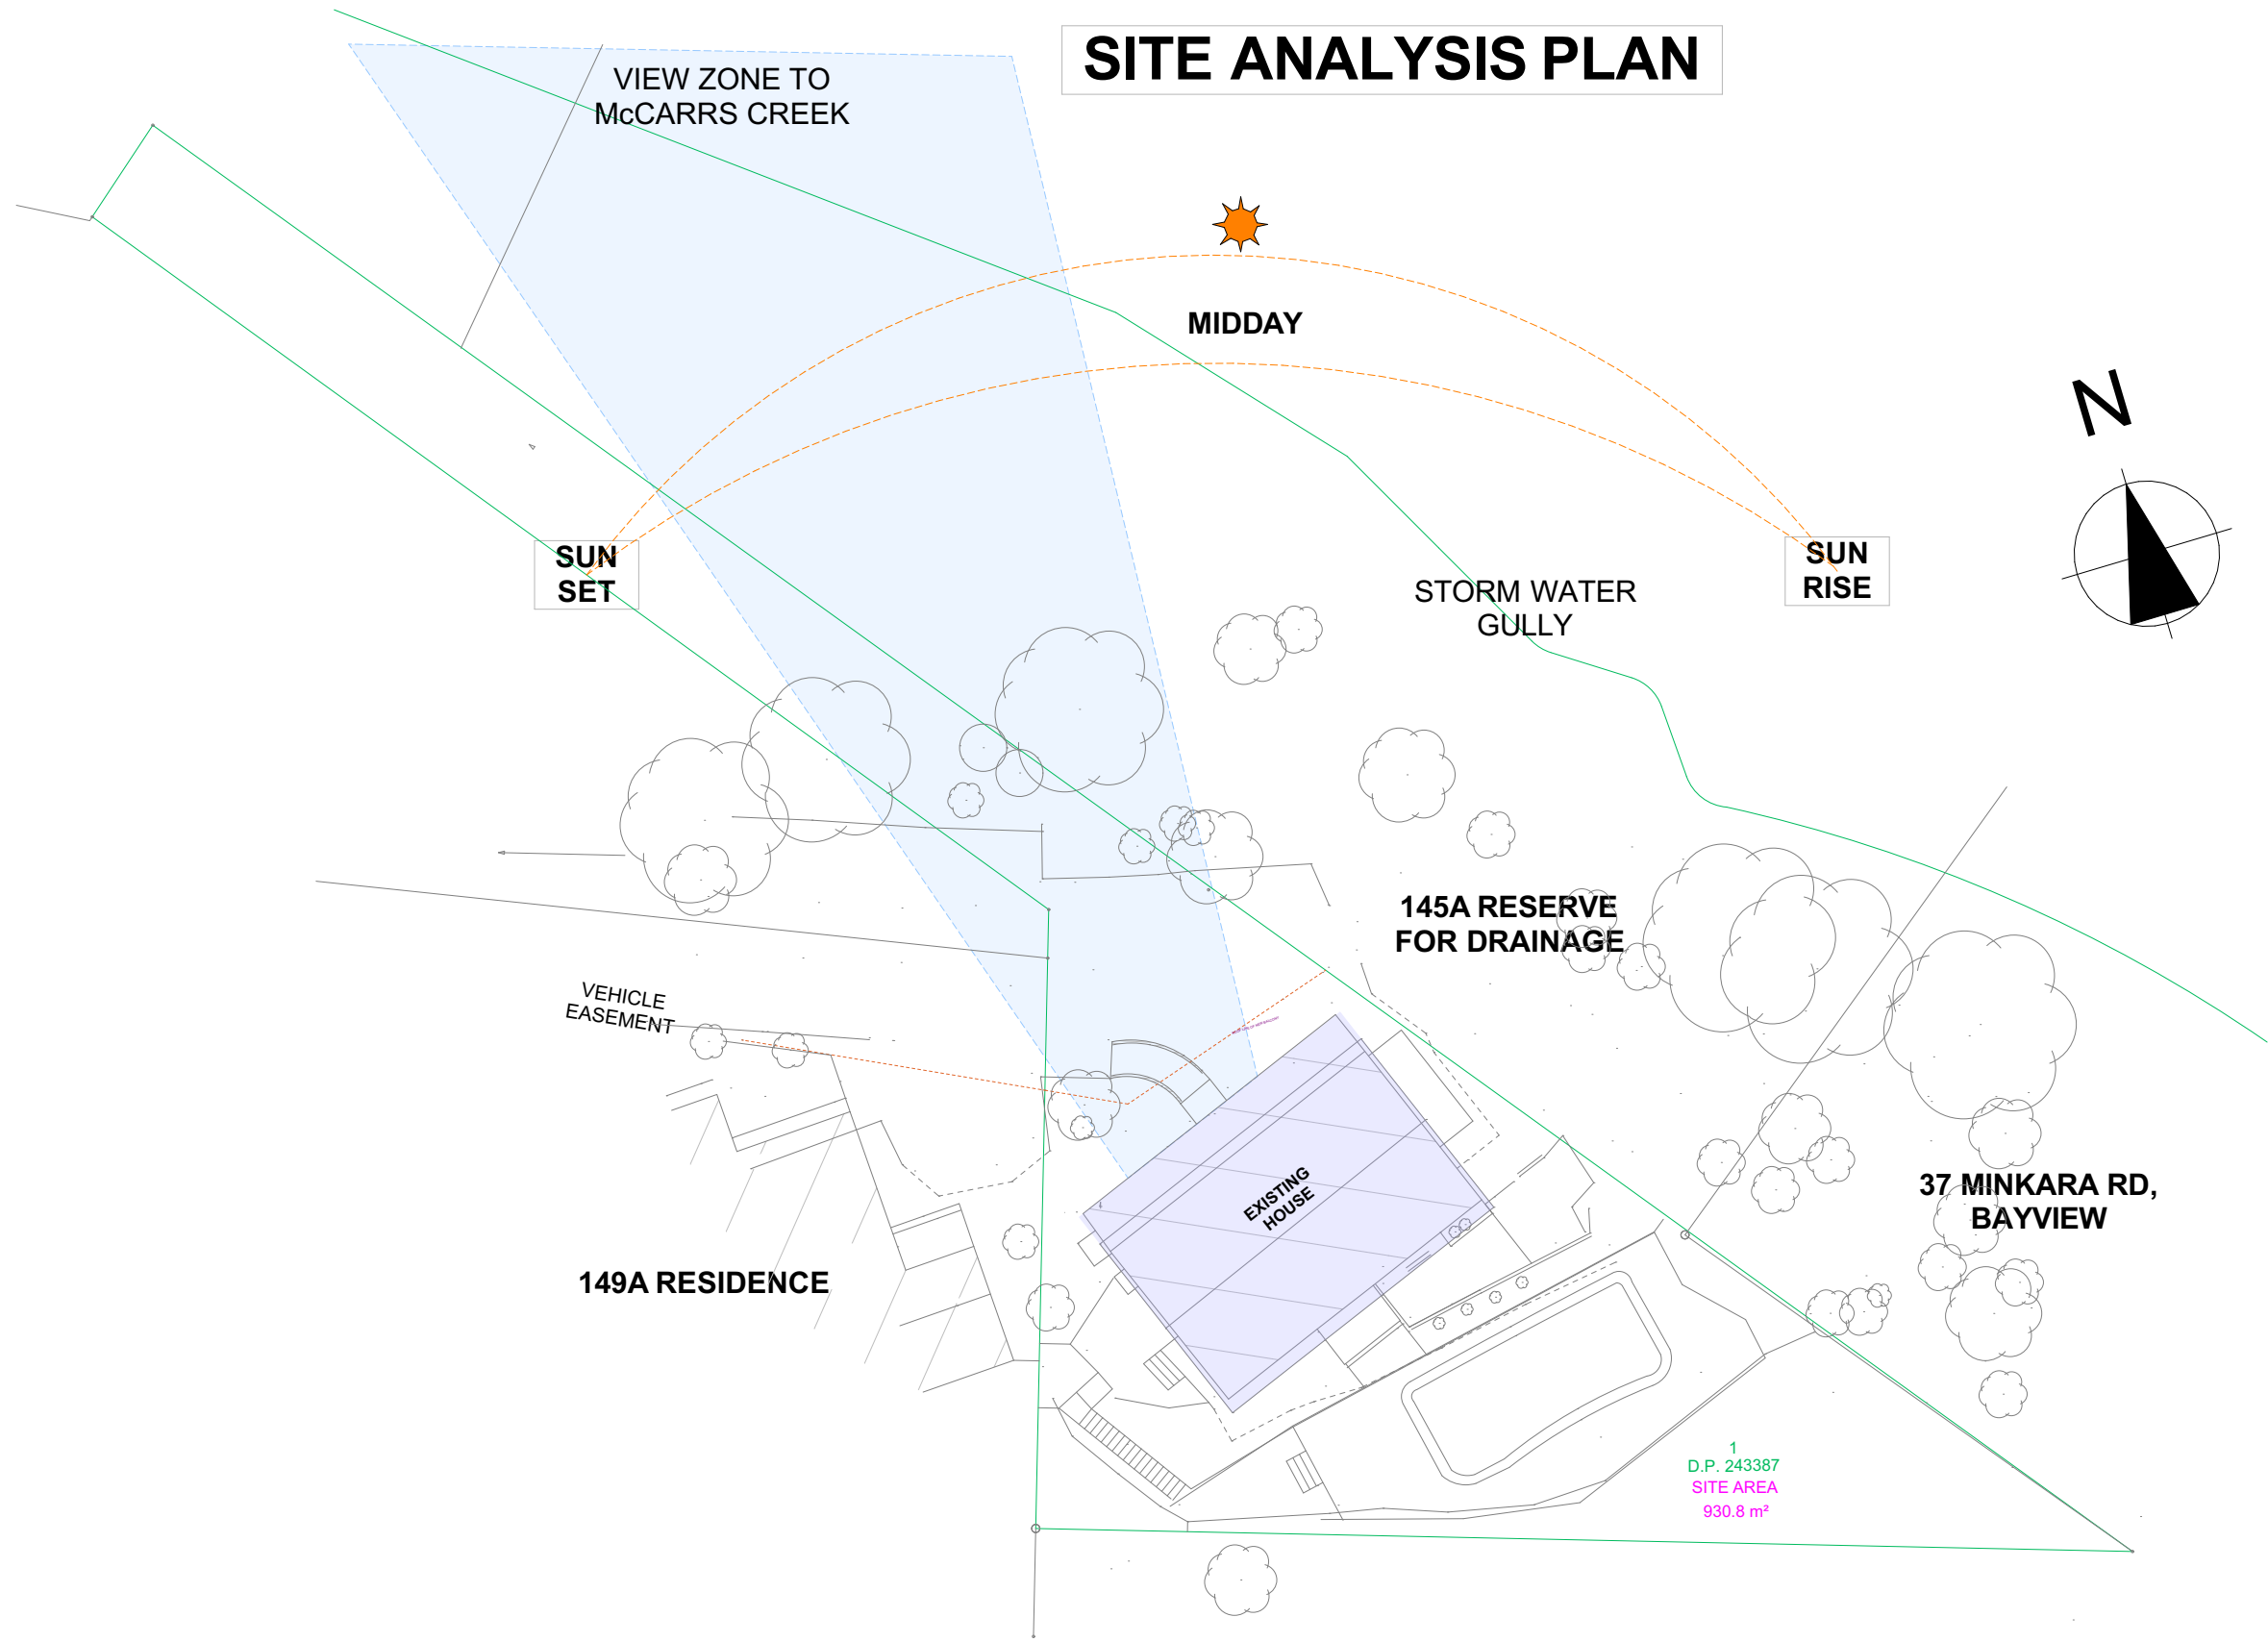 SITE ANALYSIS PLAN
VIEW ZONE TO
McCARRS CREEK
MIDDAY
N
SUN
SET
SUN
RISE
STORM WATER
GULLY
145A RESERVE
FOR DRAINAGE
VEHICLE
EASEMENT
EXISTING
HOUSE
37 MINKARA RD,
BAYVIEW
149A RESIDENCE
1
D.P. 243387
SITE AREA
930.8 m²